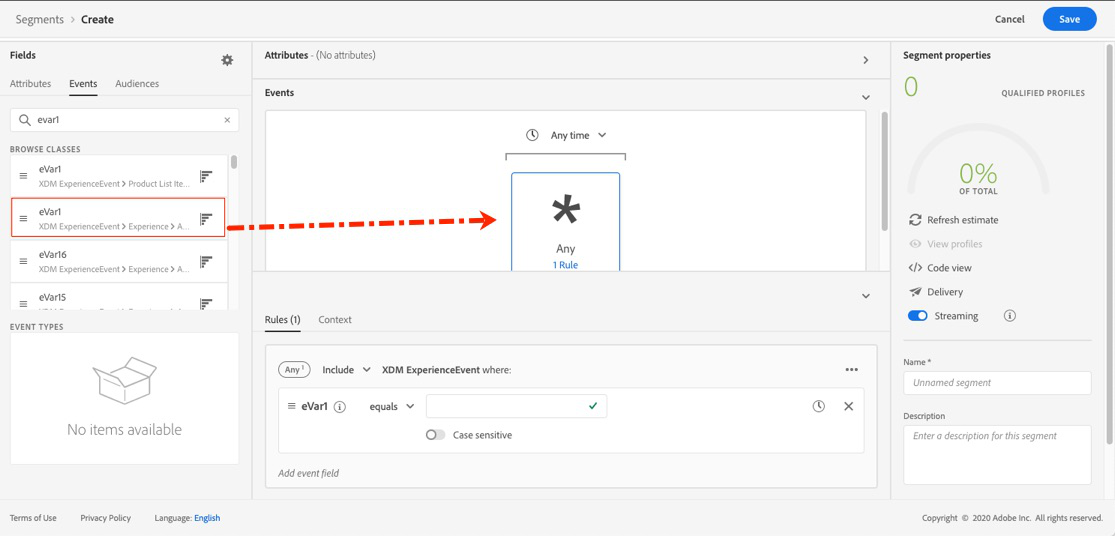 Segments > Create
Cancel
Save
Fields
Attributes
Events
Audiences
evar1
BROWSE CLASSES
eVar1
XDM ExperienceEvent > Product List Ite...
eVar1
XDM ExperienceEvent > Experience > A...
eVar16
XDM ExperienceEvent > Experience > A...
eVar15
XDM ExperienceEvent > Experience > A...
EVENT TYPES
No items available
Attributes - (No attributes)
Events
Any time
*
Any
1 Rule
Rules (1)
Context
Any 1
Include
XDM ExperienceEvent where:
eVar1
equals
Case sensitive
Add event field
Segment properties
0
QUALIFIED PROFILES
0%
OF TOTAL
Refresh estimate
View profiles
Code view
Delivery
Streaming
Name *
Unnamed segment
Description
Enter a description for this segment
Terms of Use
Privacy Policy
Language: English
Copyright © 2020 Adobe Inc. All rights reserved.